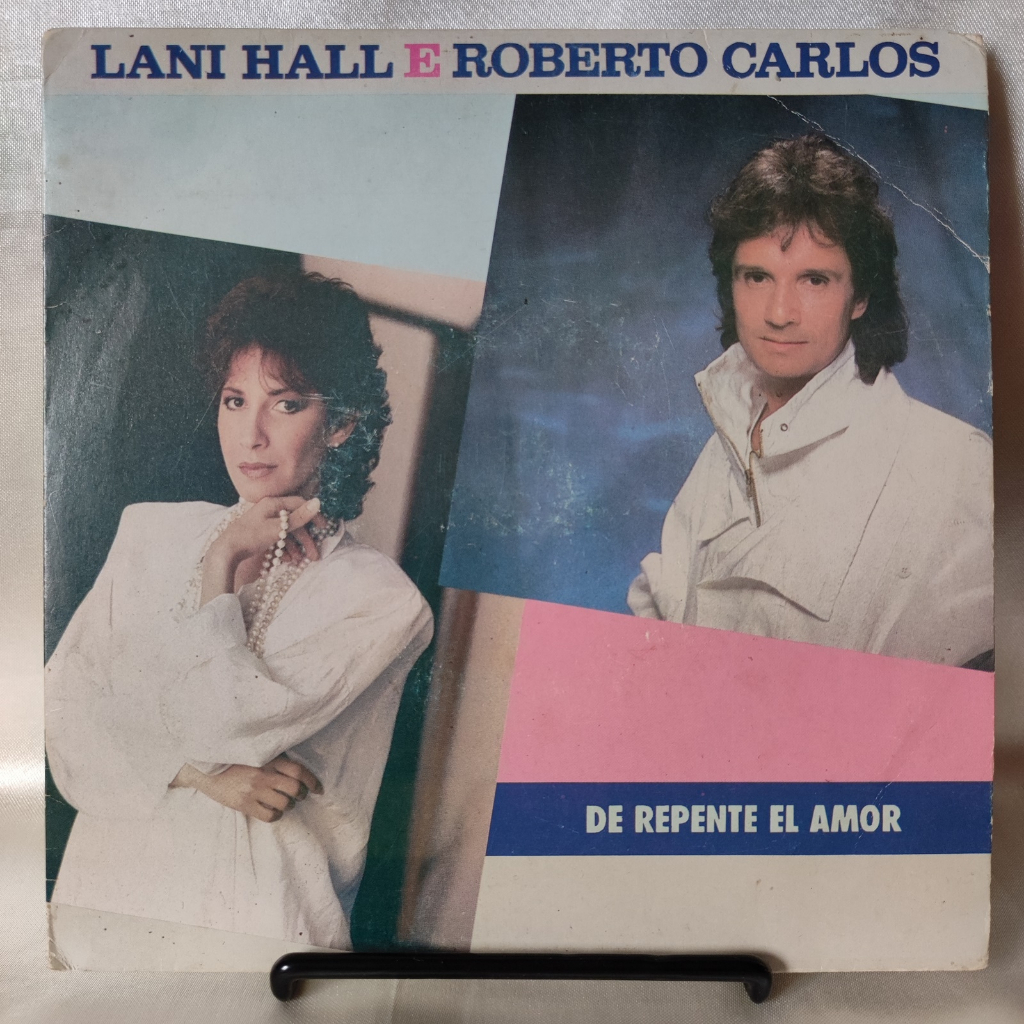 LANI HALL E ROBERTO CARLOS
DE REPENTE EL AMOR